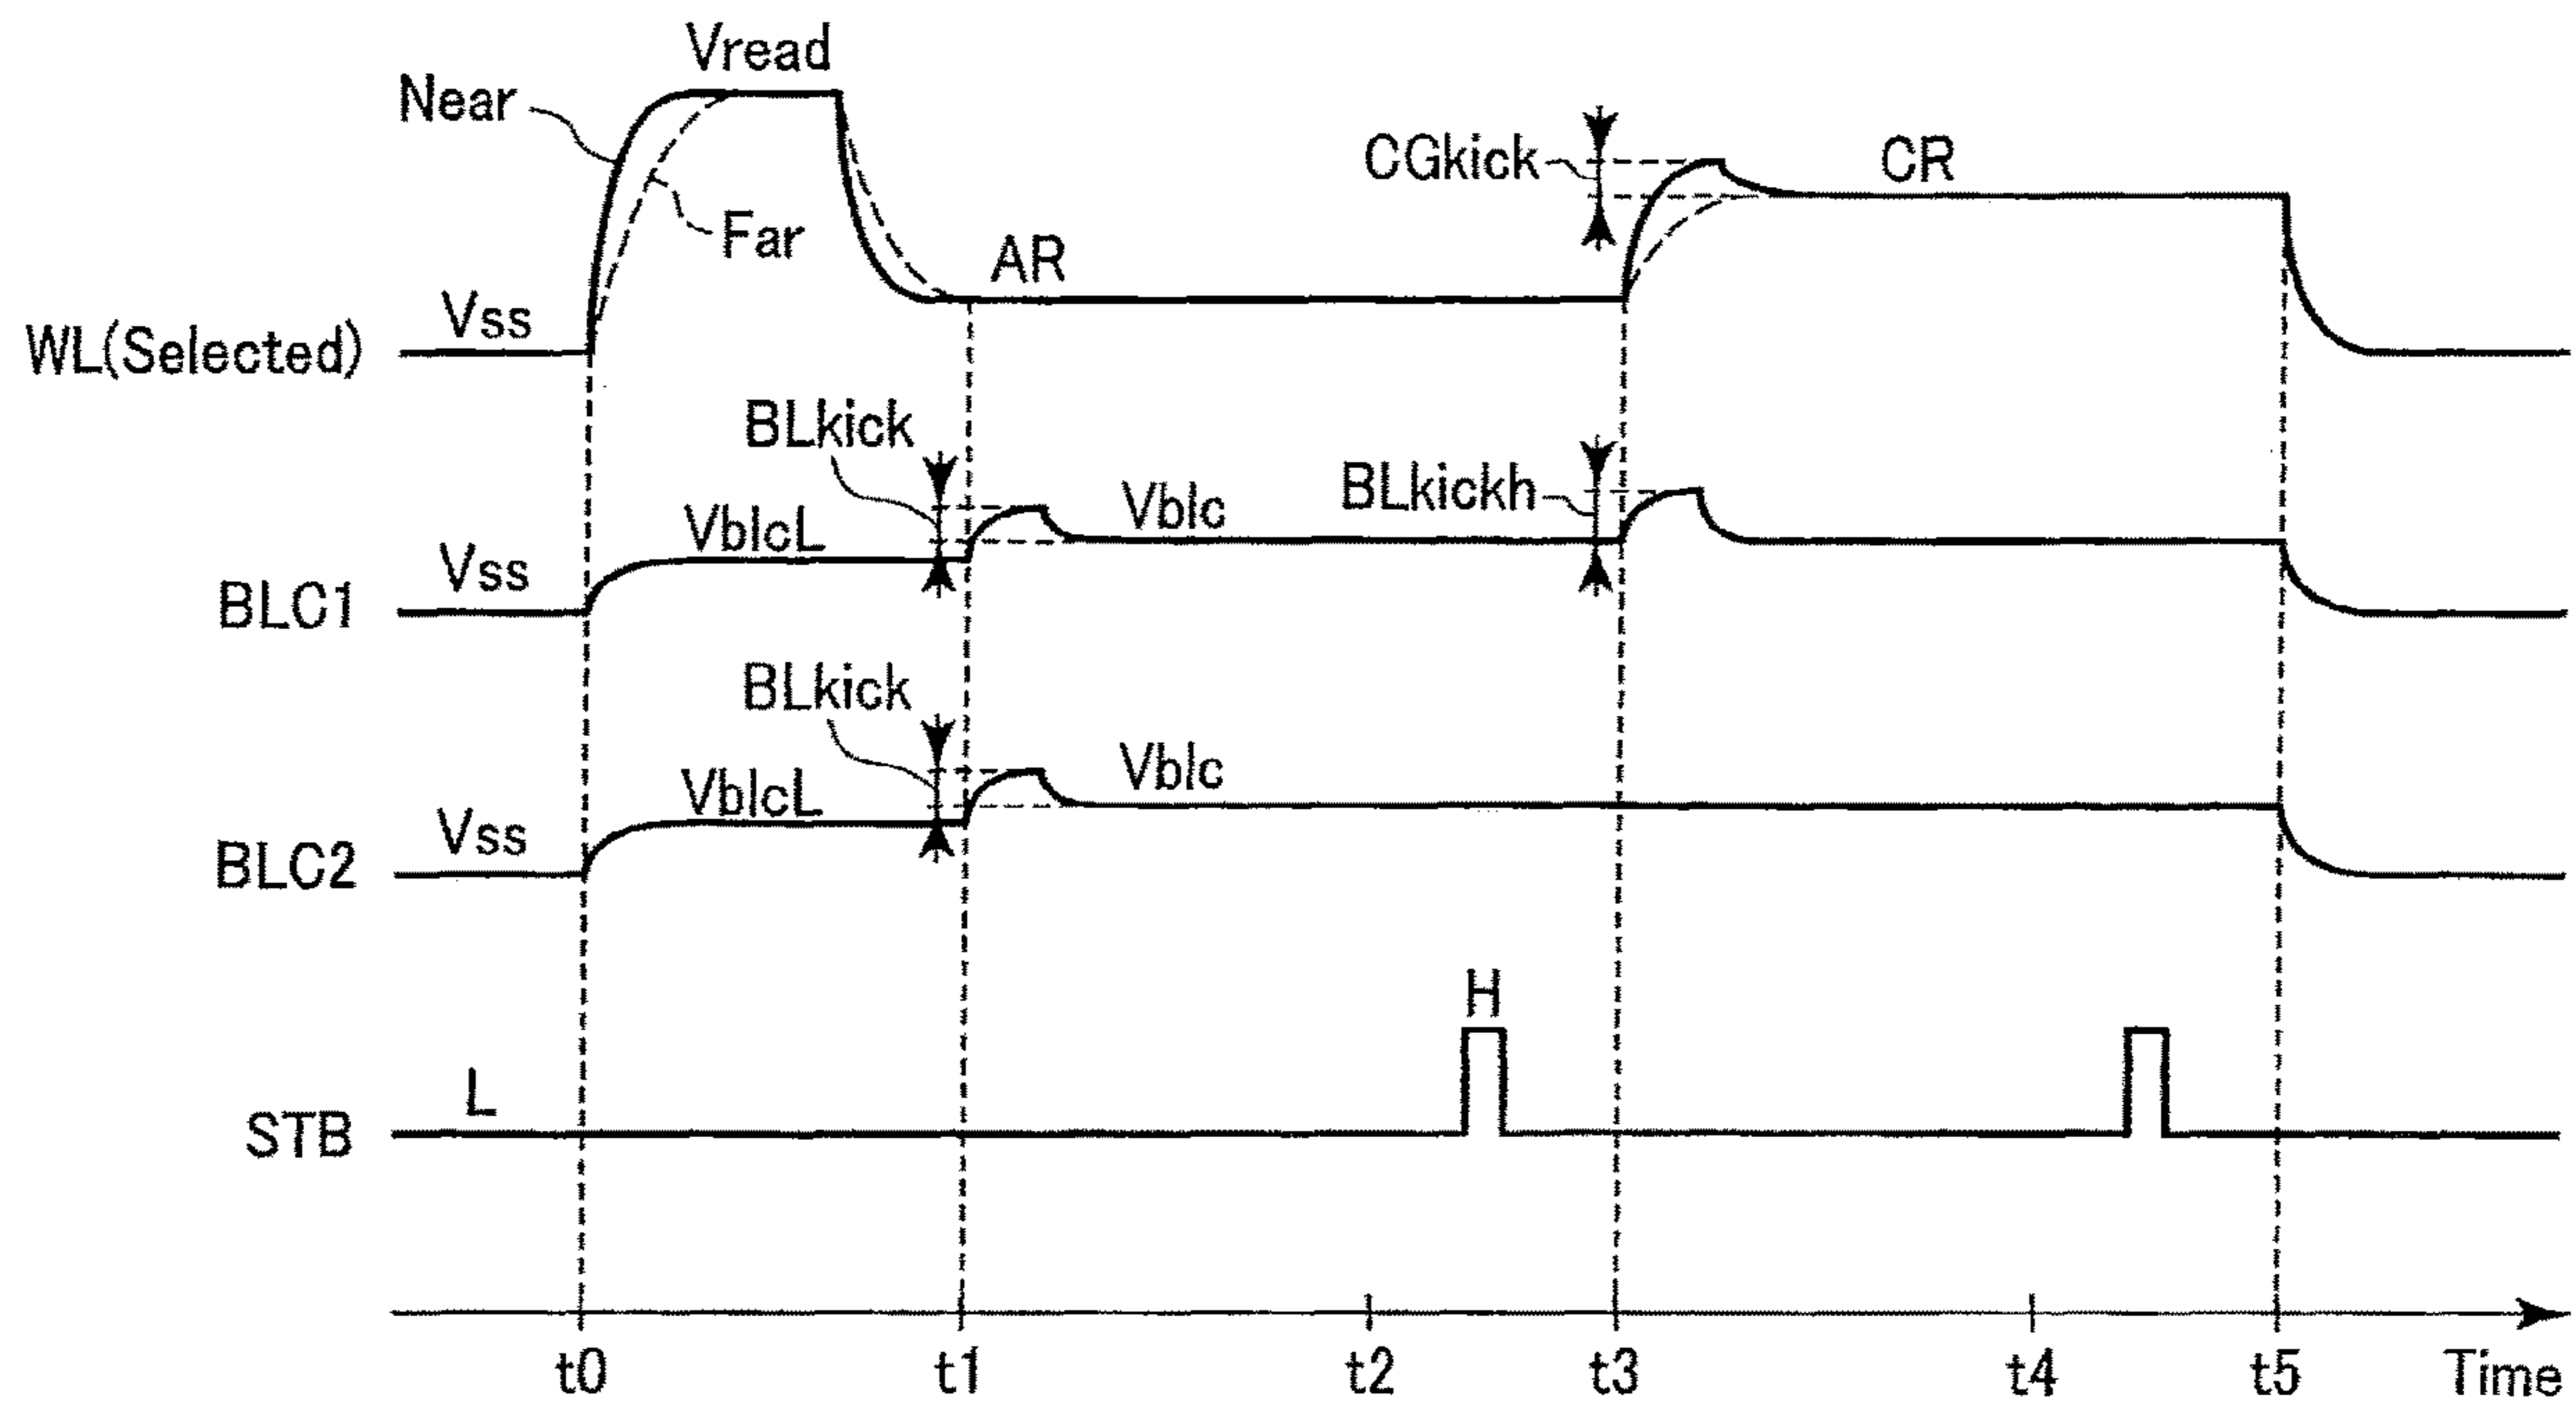 Vread
Near
Far
CGkick
CR
AR
Vss
WL(Selected)
BLkick
BLkickh
VblcL
Vblc
Vss
BLC1
BLkick
VblcL
Vblc
Vss
BLC2
H
L
STB
t0 t1 t2 t3 t4 t5 Time